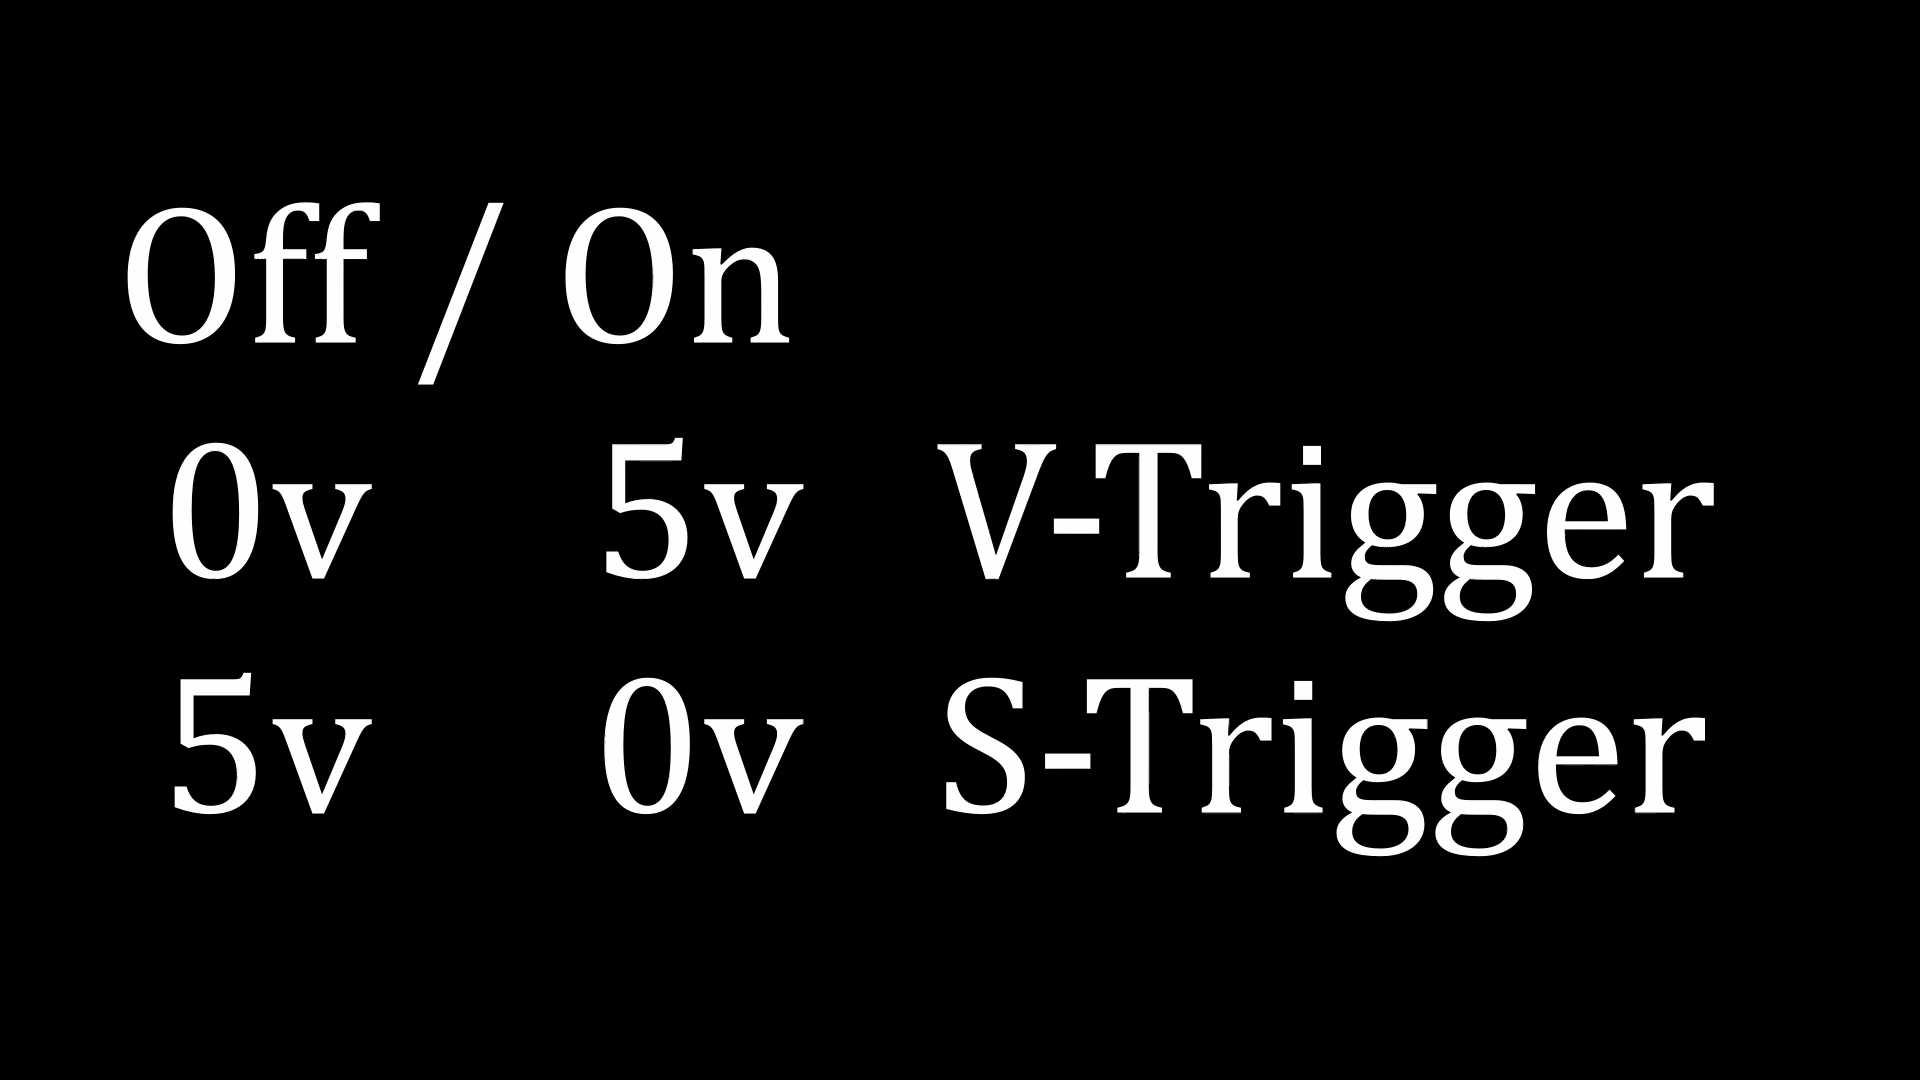 Off / On
0v 5v V-Trigger
5v 0v S-Trigger